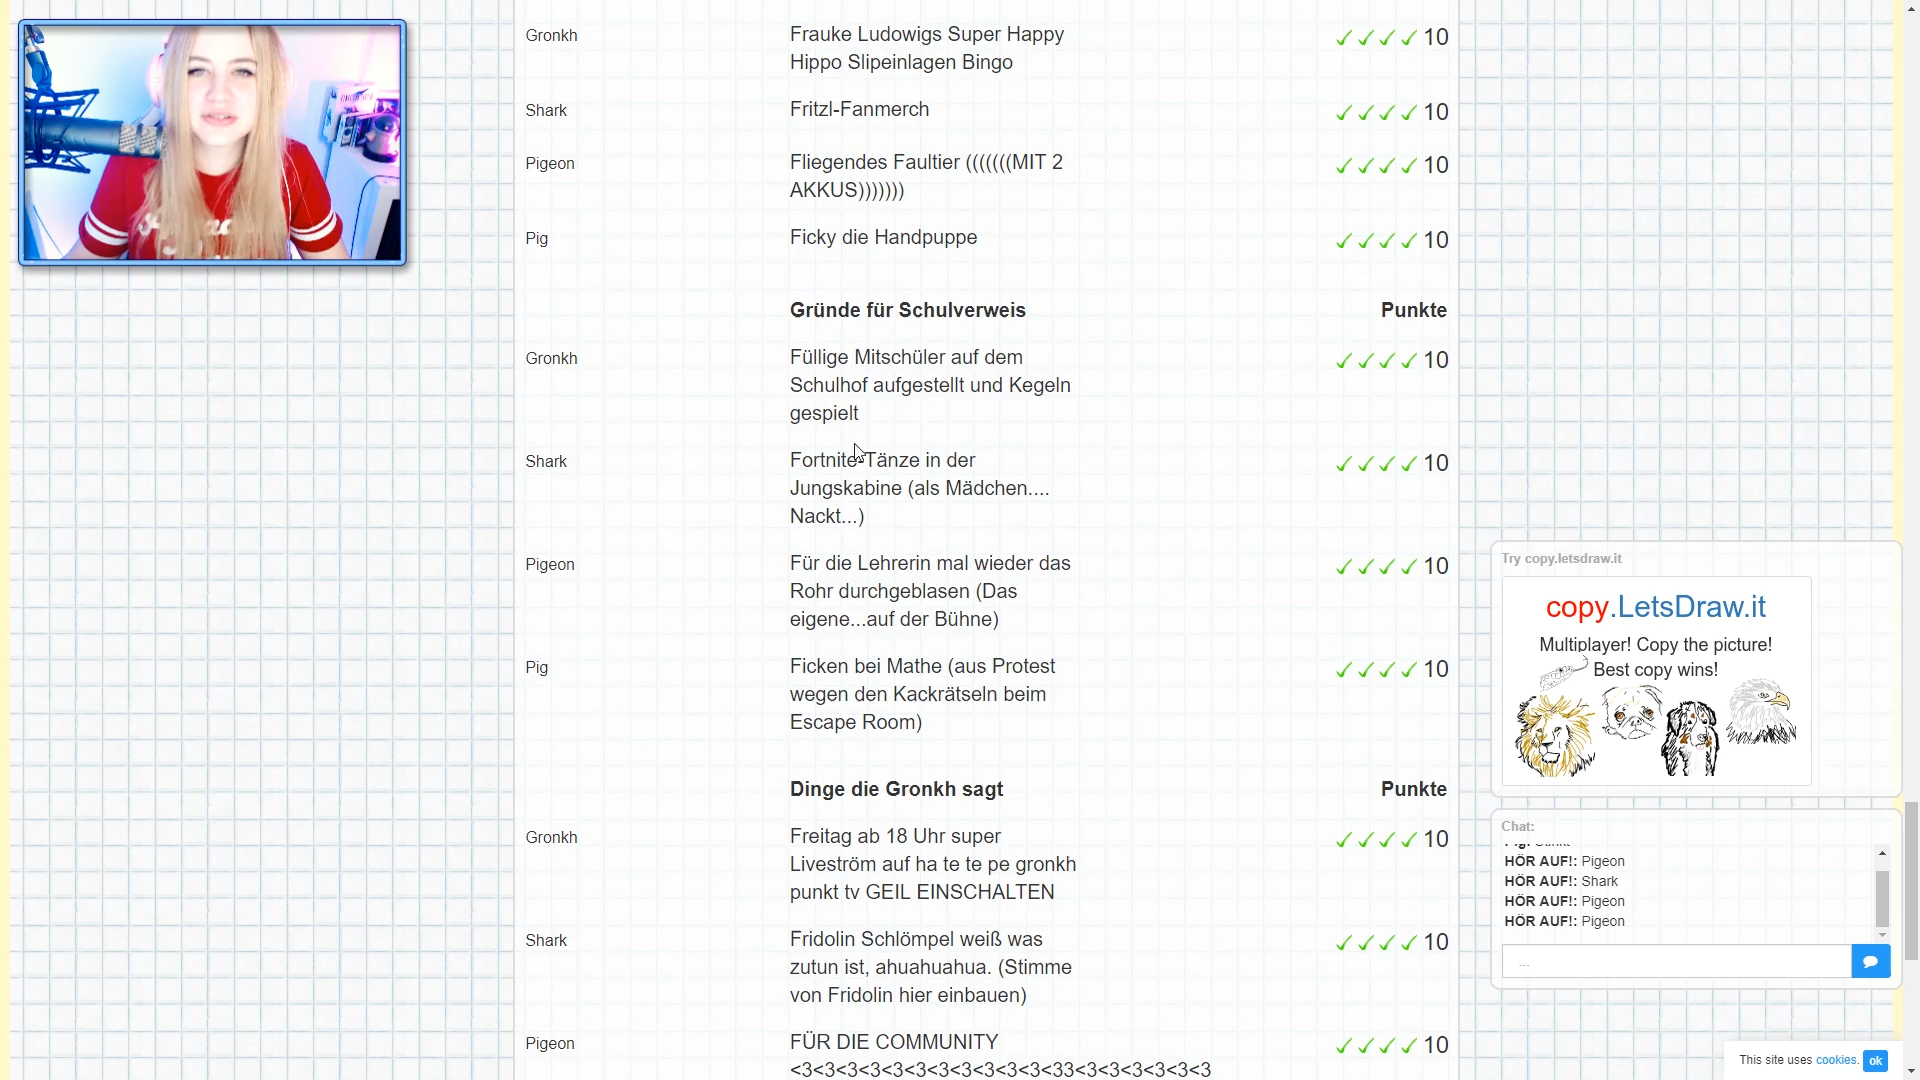 Gronkh
Frauke Ludowigs Super Happy
Hippo Slipeinlagen Bingo
10
Shark
Fritzl-Fanmerch
10
Pigeon
Fliegendes Faultier (((((((MIT 2
AKKUS)))))))
10
Pig
Ficky die Handpuppe
10
Gründe für Schulverweis
Punkte
Gronkh
Füllige Mitschüler auf dem
Schulhof aufgestellt und Kegeln
gespielt
10
Shark
Fortnite-Tänze in der
Jungskabine (als Mädchen....
Nackt...)
10
Pigeon
Für die Lehrerin mal wieder das
Rohr durchgeblasen (Das
eigene...auf der Bühne)
10
Pig
Ficken bei Mathe (aus Protest
wegen den Kackrätseln beim
Escape Room)
10
Dinge die Gronkh sagt
Punkte
Gronkh
Freitag ab 18 Uhr super
Liveström auf ha te te pe gronkh
punkt tv GEIL EINSCHALTEN
10
Shark
Fridolin Schlömpel weiß was
zutun ist, ahuahuahua. (Stimme
von Fridolin hier einbauen)
10
Pigeon
FÜR DIE COMMUNITY
<3<3<3<3<3<3<3<3<3<3<3<33<3<3<3<3<3<3
10
Try copy.letsdraw.it
copy.LetsDraw.it
Multiplayer! Copy the picture!
Best copy wins!
Chat:
HÖR AUF!: Pigeon
HÖR AUF!: Shark
HÖR AUF!: Pigeon
HÖR AUF!: Pigeon
...
This site uses cookies. ok